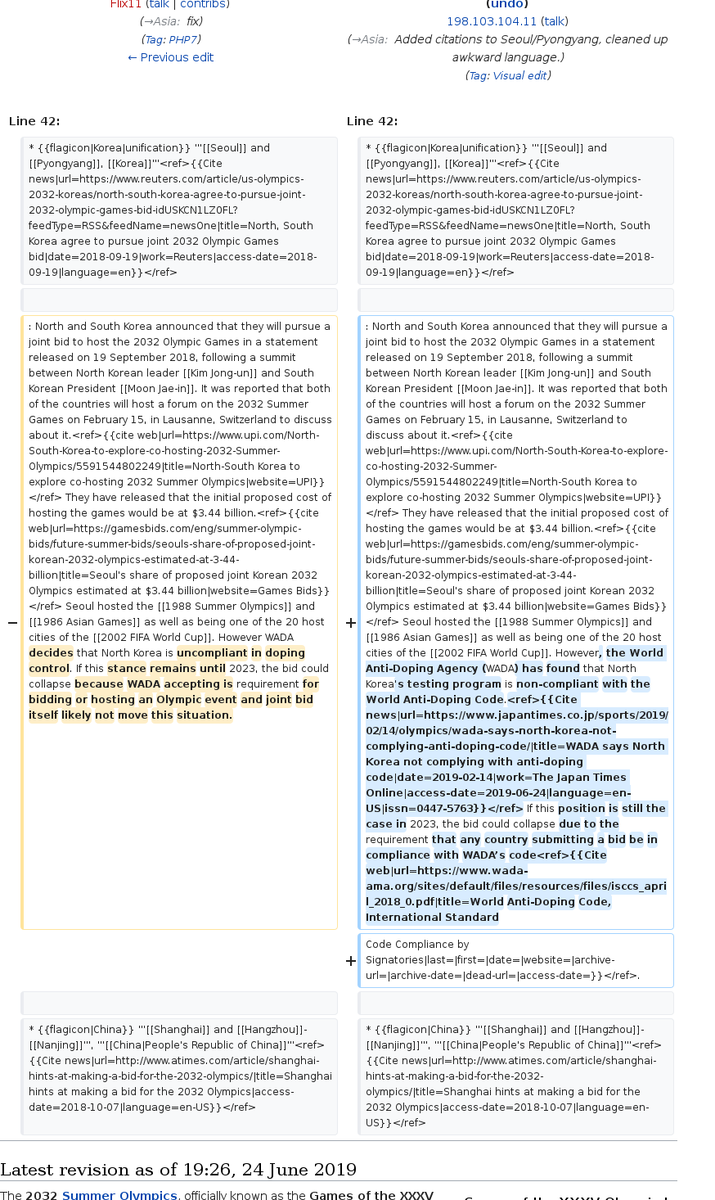 Flix11 (talk | contribs)
(→Asia: fix)
(Tag: PHP7)
← Previous edit
(undo)
198.103.104.11 (talk)
(→Asia: Added citations to Seoul/Pyongyang, cleaned up
awkward language.)
(Tag: Visual edit)
Line 42:
Line 42:
* {{flagicon|Korea|unification}} '''[[Seoul]] and
[[Pyongyang]], [[Korea]]'''<ref>{{Cite
news|url=https://www.reuters.com/article/us-olympics-
2032-koreas/north-south-korea-agree-to-pursue-joint-
2032-olympic-games-bid-idUSKCN1LZ0FL?
feedType=RSS&feedName=newsOne|title=North, South
Korea agree to pursue joint 2032 Olympic Games
bid|date=2018-09-19|work=Reuters|access-date=2018-
09-19|language=en}}</ref>
* {{flagicon|Korea|unification}} '''[[Seoul]] and
[[Pyongyang]], [[Korea]]'''<ref>{{Cite
news|url=https://www.reuters.com/article/us-olympics-
2032-koreas/north-south-korea-agree-to-pursue-joint-
2032-olympic-games-bid-idUSKCN1LZ0FL?
feedType=RSS&feedName=newsOne|title=North, South
Korea agree to pursue joint 2032 Olympic Games
bid|date=2018-09-19|work=Reuters|access-date=2018-
09-19|language=en}}</ref>
−
: North and South Korea announced that they will pursue a
joint bid to host the 2032 Olympic Games in a statement
released on 19 September 2018, following a summit
between North Korean leader [[Kim Jong-un]] and South
Korean President [[Moon Jae-in]]. It was reported that both
of the countries will host a forum on the 2032 Summer
Games on February 15, in Lausanne, Switzerland to discuss
about it.<ref>{{cite web|url=https://www.upi.com/North-
South-Korea-to-explore-co-hosting-2032-Summer-
Olympics/5591544802249|title=North-South Korea to
explore co-hosting 2032 Summer Olympics|website=UPI}}
</ref> They have released that the initial proposed cost of
hosting the games would be at $3.44 billion.<ref>{{cite
web|url=https://gamesbids.com/eng/summer-olympic-
bids/future-summer-bids/seouls-share-of-proposed-joint-
korean-2032-olympics-estimated-at-3-44-
billion|title=Seoul's share of proposed joint Korean 2032
Olympics estimated at $3.44 billion|website=Games Bids}}
</ref> Seoul hosted the [[1988 Summer Olympics]] and
[[1986 Asian Games]] as well as being one of the 20 host
cities of the [[2002 FIFA World Cup]]. However WADA
decides that North Korea is uncompliant in doping
control. If this stance remains until 2023, the bid could
collapse because WADA accepting is requirement for
bidding or hosting an Olympic event and joint bid
itself likely not move this situation.
+
: North and South Korea announced that they will pursue a
joint bid to host the 2032 Olympic Games in a statement
released on 19 September 2018, following a summit
between North Korean leader [[Kim Jong-un]] and South
Korean President [[Moon Jae-in]]. It was reported that both
of the countries will host a forum on the 2032 Summer
Games on February 15, in Lausanne, Switzerland to
discuss about it.<ref>{{cite
web|url=https://www.upi.com/North-South-Korea-to-explore-
co-hosting-2032-Summer-
Olympics/5591544802249|title=North-South Korea to
explore co-hosting 2032 Summer Olympics|website=UPI}}
</ref> They have released that the initial proposed cost of
hosting the games would be at $3.44 billion.<ref>{{cite
web|url=https://gamesbids.com/eng/summer-olympic-
bids/future-summer-bids/seouls-share-of-proposed-joint-
korean-2032-olympics-estimated-at-3-44-
billion|title=Seoul's share of proposed joint Korean 2032
Olympics estimated at $3.44 billion|website=Games Bids}}
</ref> Seoul hosted the [[1988 Summer Olympics]] and
[[1986 Asian Games]] as well as being one of the 20 host
cities of the [[2002 FIFA World Cup]]. However, the World
Anti-Doping Agency (WADA) has found that North
Korea's testing program is non-compliant with the
World Anti-Doping Code.<ref>{{Cite
news|url=https://www.japantimes.co.jp/sports/2019/
02/14/olympics/wada-says-north-korea-not-
complying-anti-doping-code/|title=WADA says North
Korea not complying with anti-doping
code|date=2019-02-14|work=The Japan Times
Online|access-date=2019-06-24|language=en-
US|issn=0447-5763}}</ref> If this position is still the
case in 2023, the bid could collapse due to the
requirement that any country submitting a bid be in
compliance with WADA's code<ref>{{Cite
web|url=https://www.wada-
ama.org/sites/default/files/resources/files/isccs_apri
l_2018_0.pdf|title=World Anti-Doping Code,
International Standard
+
Code Compliance by
Signatories|last=|first=|date=|website=|archive-
url=|archive-date=|dead-url=|access-date=}}</ref>.
* {{flagicon|China}} '''[[Shanghai]] and [[Hangzhou]]-
[[Nanjing]]''', '''[[China|People's Republic of China]]'''<ref>
{{Cite news|url=http://www.atimes.com/article/shanghai-
hints-at-making-a-bid-for-the-2032-olympics/|title=Shanghai
hints at making a bid for the 2032 Olympics|access-
date=2018-10-07|language=en-US}}</ref>
* {{flagicon|China}} '''[[Shanghai]] and [[Hangzhou]]-
[[Nanjing]]''', '''[[China|People's Republic of China]]'''<ref>
{{Cite news|url=http://www.atimes.com/article/shanghai-
hints-at-making-a-bid-for-the-2032-
olympics/|title=Shanghai hints at making a bid for the
2032 Olympics|access-date=2018-10-07|language=en-
US}}</ref>
Latest revision as of 19:26, 24 June 2019
The 2032 Summer Olympics, officially known as the Games of the XXXV